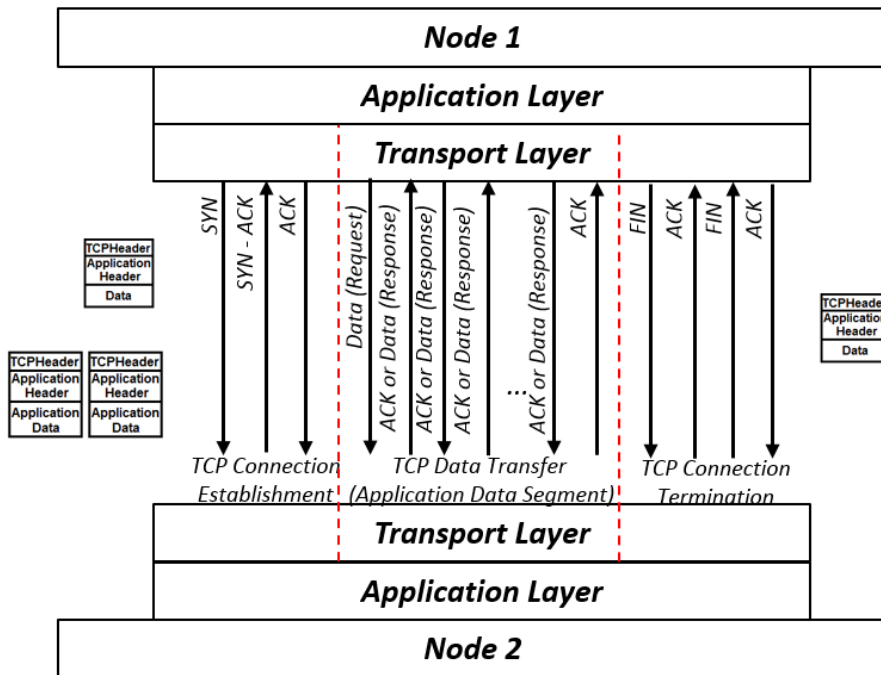 Node 1
Application Layer
Transport Layer
SYN
SYN - ACK
ACK
Data (Request)
ACK or Data (Response)
ACK or Data (Response)
ACK or Data (Response)
...
ACK or Data (Response)
ACK
FIN
ACK
FIN
ACK
TCPHeader
Application
Header
Data
TCPHeader
Application
Header
Application
Data
TCPHeader
Application
Header
Application
Data
TCPHeader
Application
Header
Data
TCP Connection
Establishment
TCP Data Transfer
(Application Data Segment)
TCP Connection
Termination
Transport Layer
Application Layer
Node 2